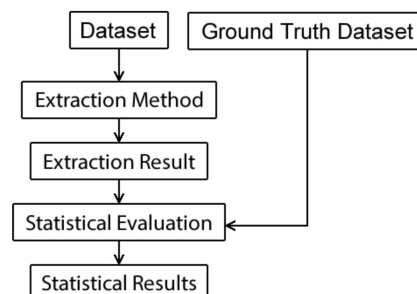 Dataset
Ground Truth Dataset
Extraction Method
Extraction Result
Statistical Evaluation
Statistical Results